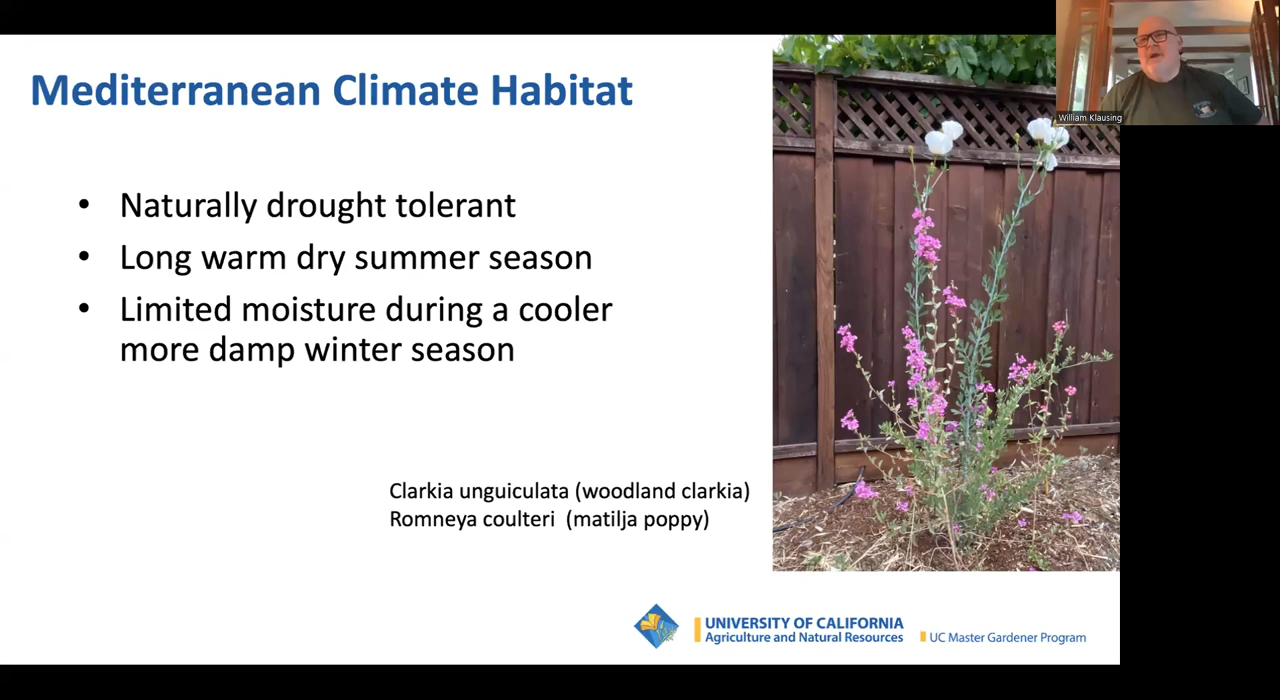 William Klausing
Mediterranean Climate Habitat
• Naturally drought tolerant
• Long warm dry summer season
• Limited moisture during a cooler
more damp winter season
Clarkia unguiculata (woodland clarkia)
Romneya coulteri (matilja poppy)
UNIVERSITY OF CALIFORNIA
Agriculture and Natural Resources
UC Master Gardener Program